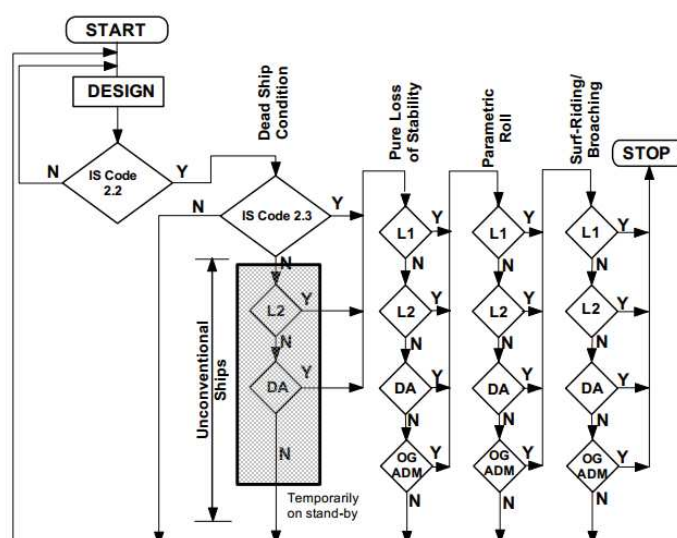 START
DESIGN
N
IS Code
2.2
Y
Dead Ship
Condition
N
IS Code 2.3
Y
N
L2
Y
N
DA
Y
N
Unconventional
Ships
Temporarily
on stand-by
Pure Loss
of Stability
L1
Y
N
L2
Y
N
DA
Y
N
OG
ADM
Y
N
Parametric
Roll
L1
Y
N
L2
Y
N
DA
Y
N
OG
ADM
Y
N
Surf-Riding/
Broaching
L1
Y
N
L2
Y
N
DA
Y
N
OG
ADM
Y
N
STOP